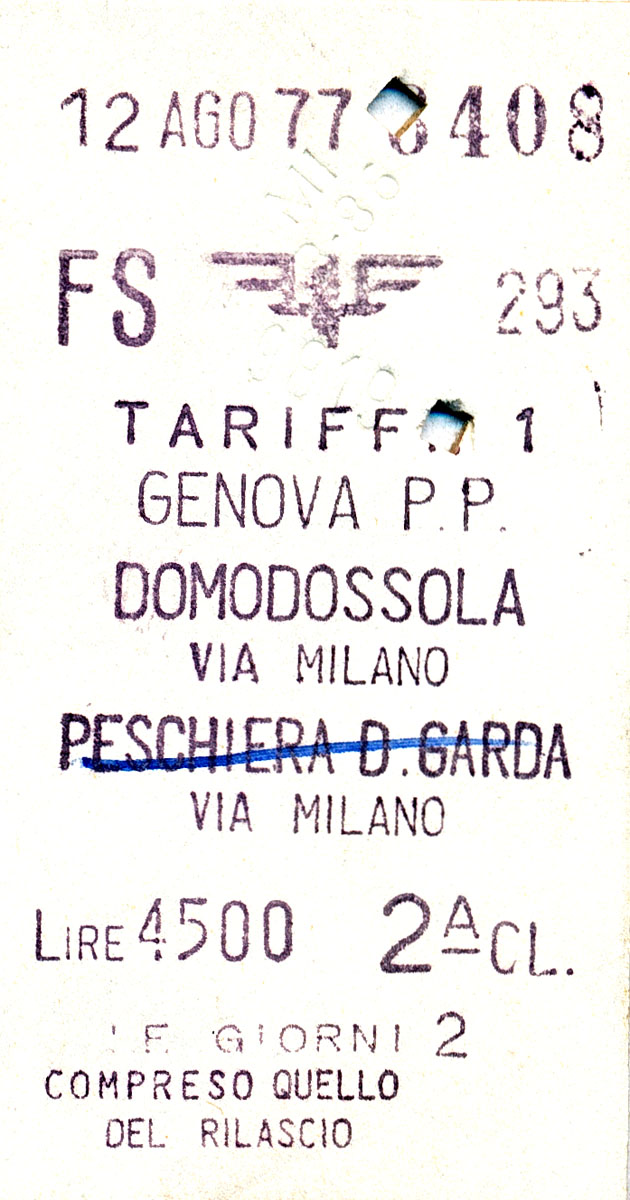 12 AGO 77 8408
FS 293
TARIFF. 1
GENOVA P.P.
DOMODOSSOLA
VIA MILANO
PESCHIERA D.GARDA
VIA MILANO
LIRE 4500 2ᴬ CL.
LE GIORNI 2
COMPRESO QUELLO
DEL RILASCIO